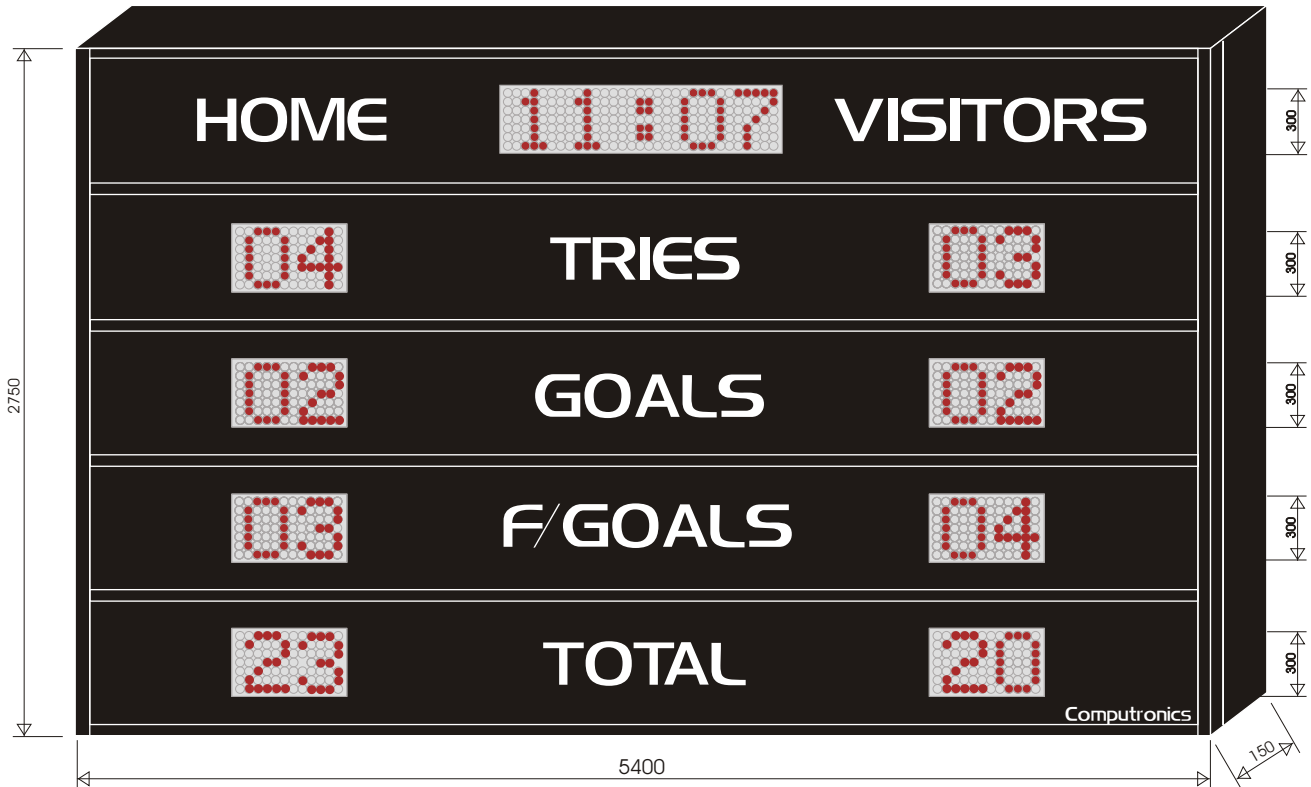 HOME 11:07 VISITORS
300
04 TRIES 03
300
02 GOALS 02
300
2750
03 F/GOALS 04
300
23 TOTAL 20
300
Computronics
150
5400